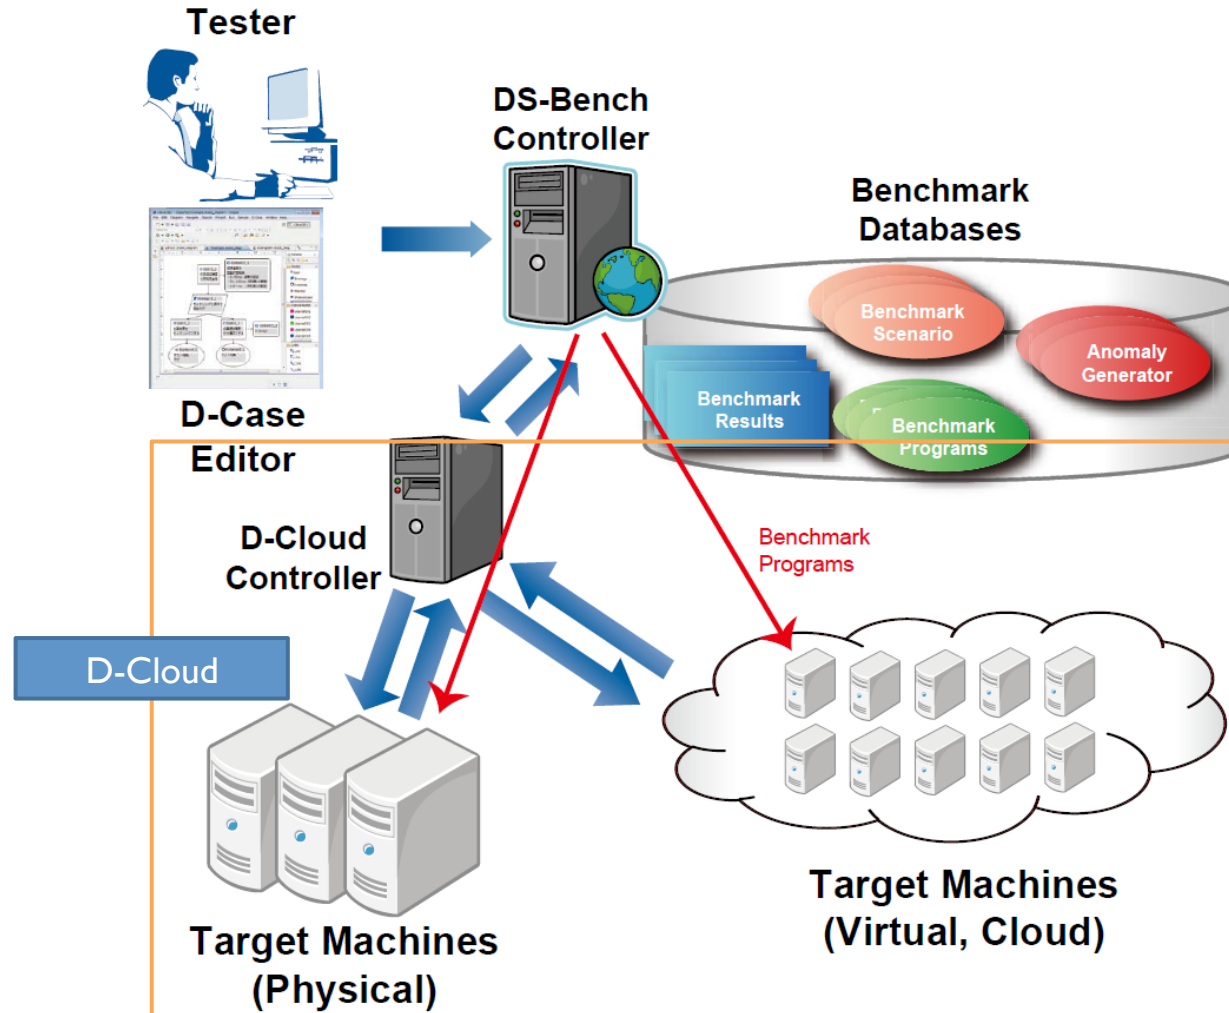 Tester
DS-Bench
Controller
Benchmark
Databases
Benchmark
Scenario
Anomaly
Generator
Benchmark
Results
Benchmark
Programs
D-Case
Editor
D-Cloud
Controller
Benchmark
Programs
D-Cloud
Target Machines
(Physical)
Target Machines
(Virtual, Cloud)